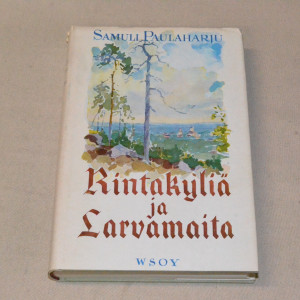 SAMULI PAULAHARJU
Rintakyliä
ja
Larvamaita
WSOY